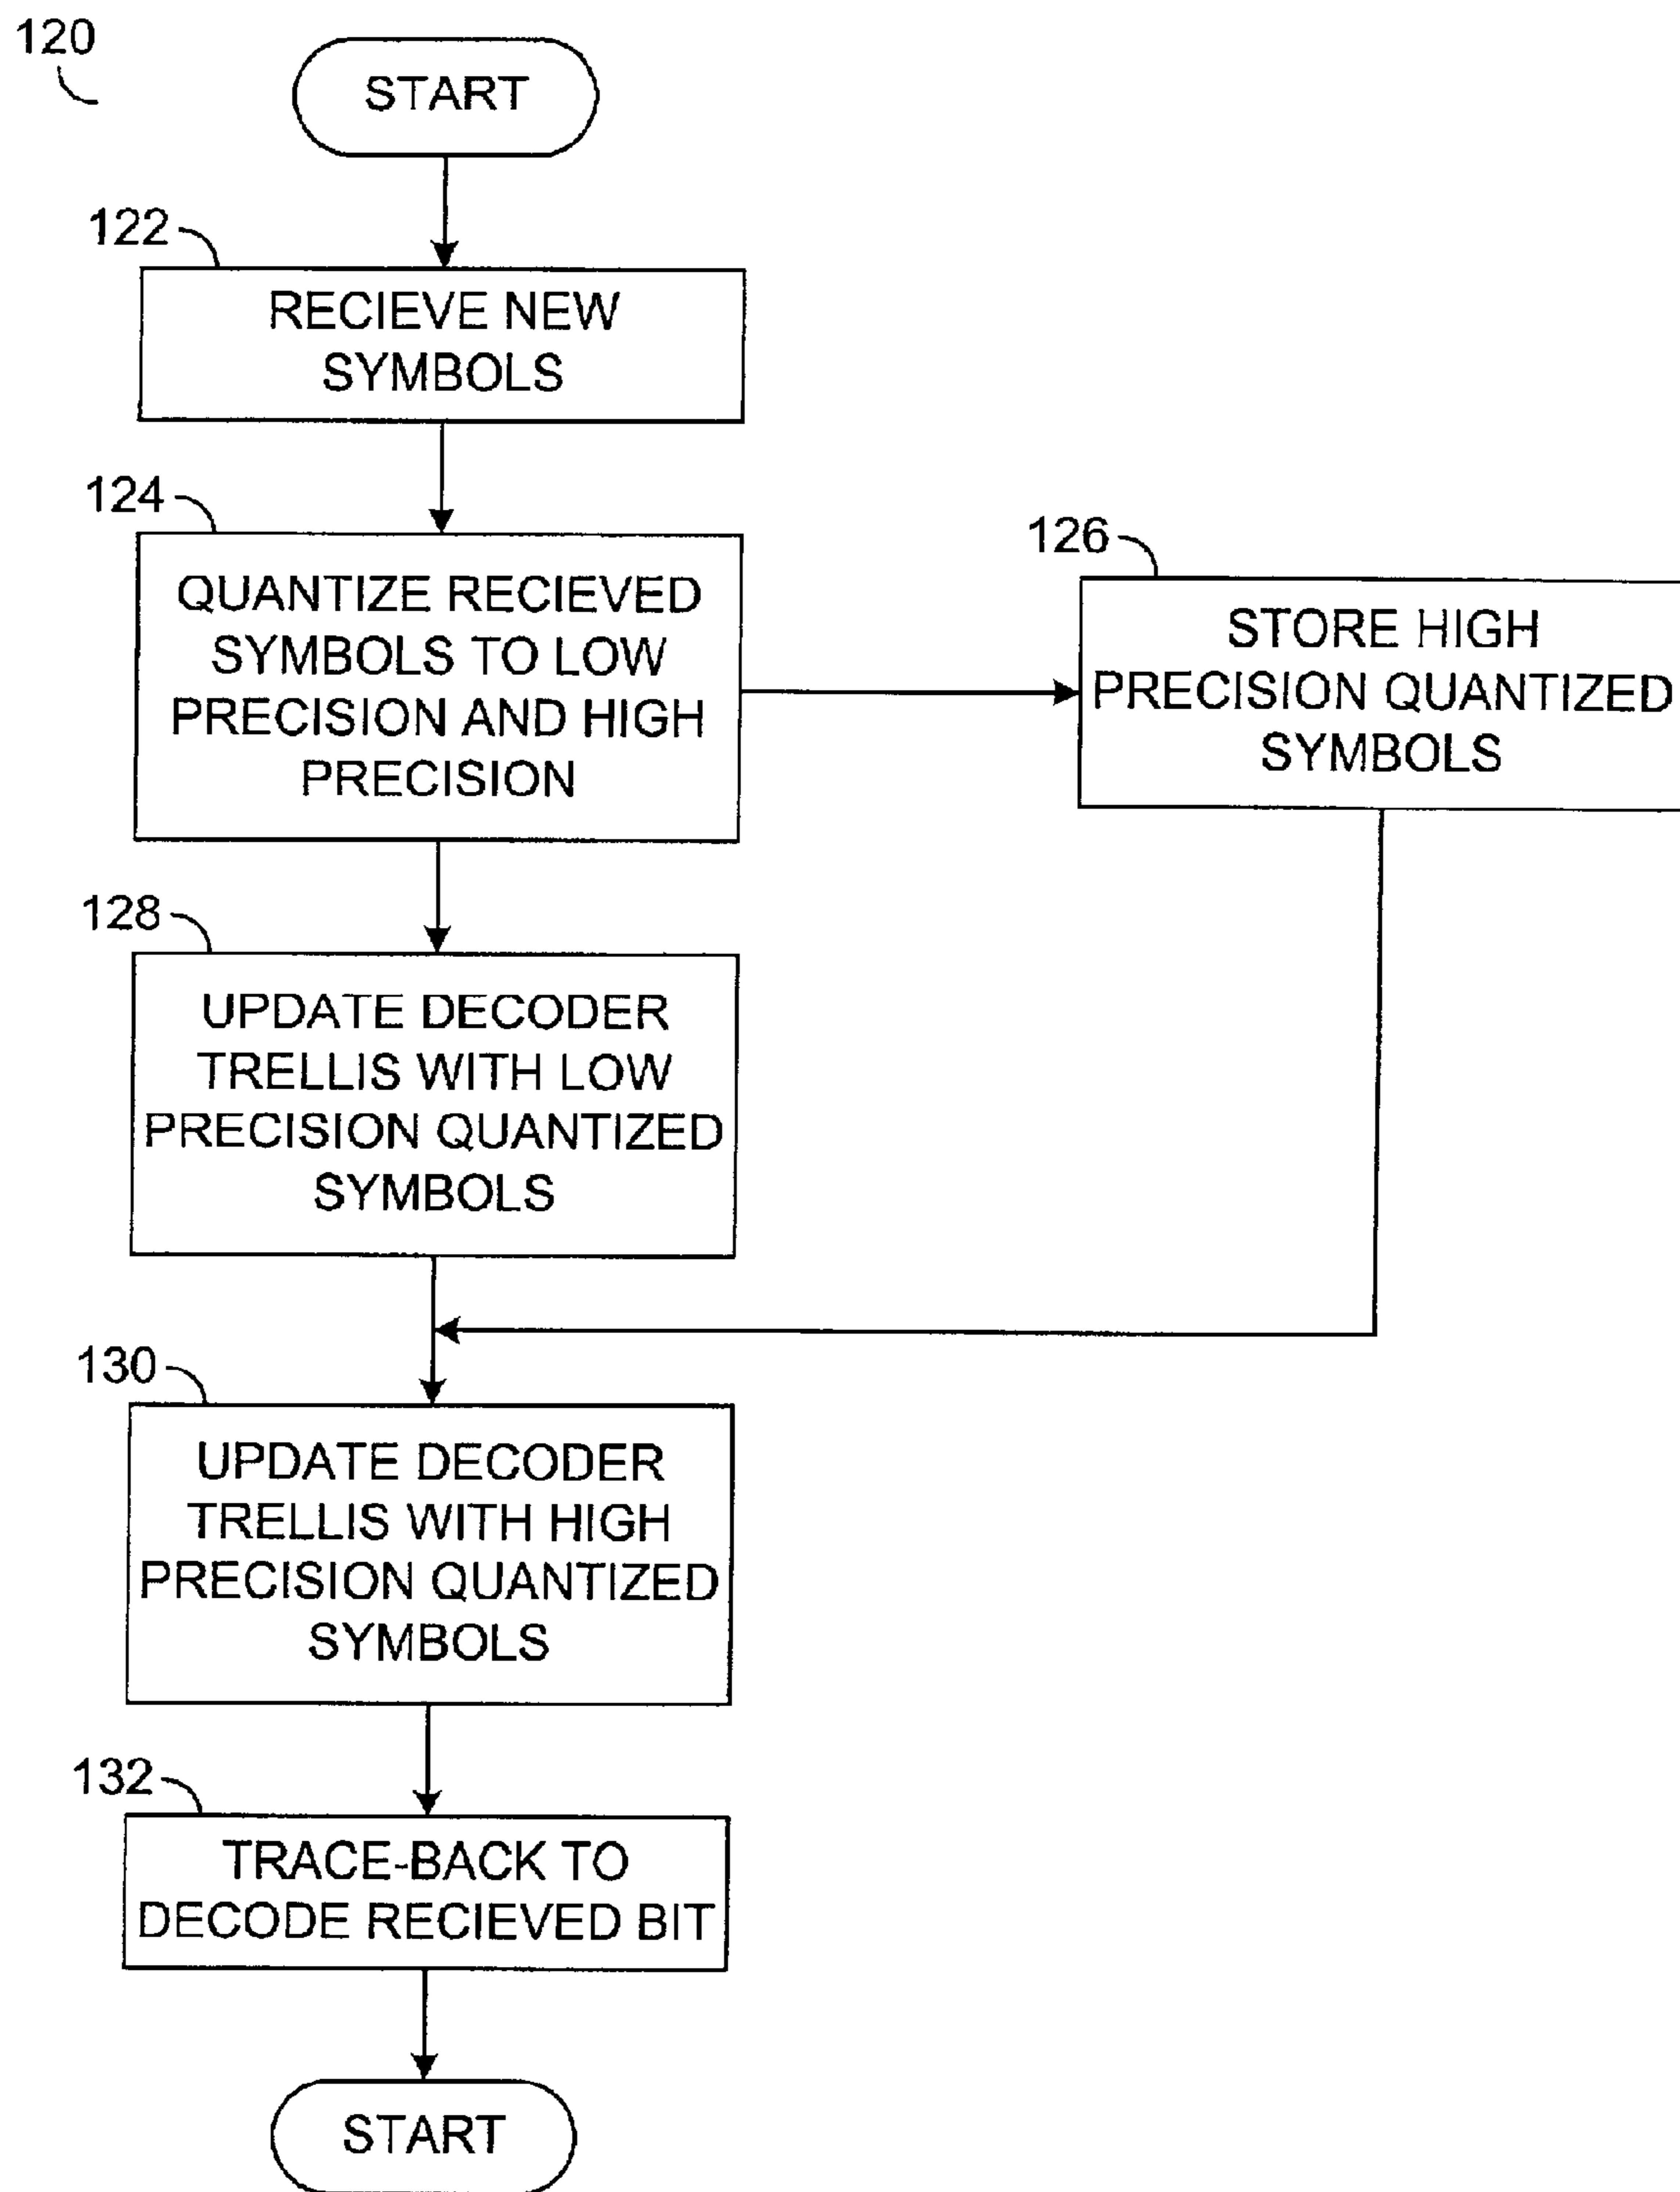 120
START
122
RECIEVE NEW
SYMBOLS
124
QUANTIZE RECIEVED
SYMBOLS TO LOW
PRECISION AND HIGH
PRECISION
126
STORE HIGH
PRECISION QUANTIZED
SYMBOLS
128
UPDATE DECODER
TRELLIS WITH LOW
PRECISION QUANTIZED
SYMBOLS
130
UPDATE DECODER
TRELLIS WITH HIGH
PRECISION QUANTIZED
SYMBOLS
132
TRACE-BACK TO
DECODE RECIEVED BIT
START